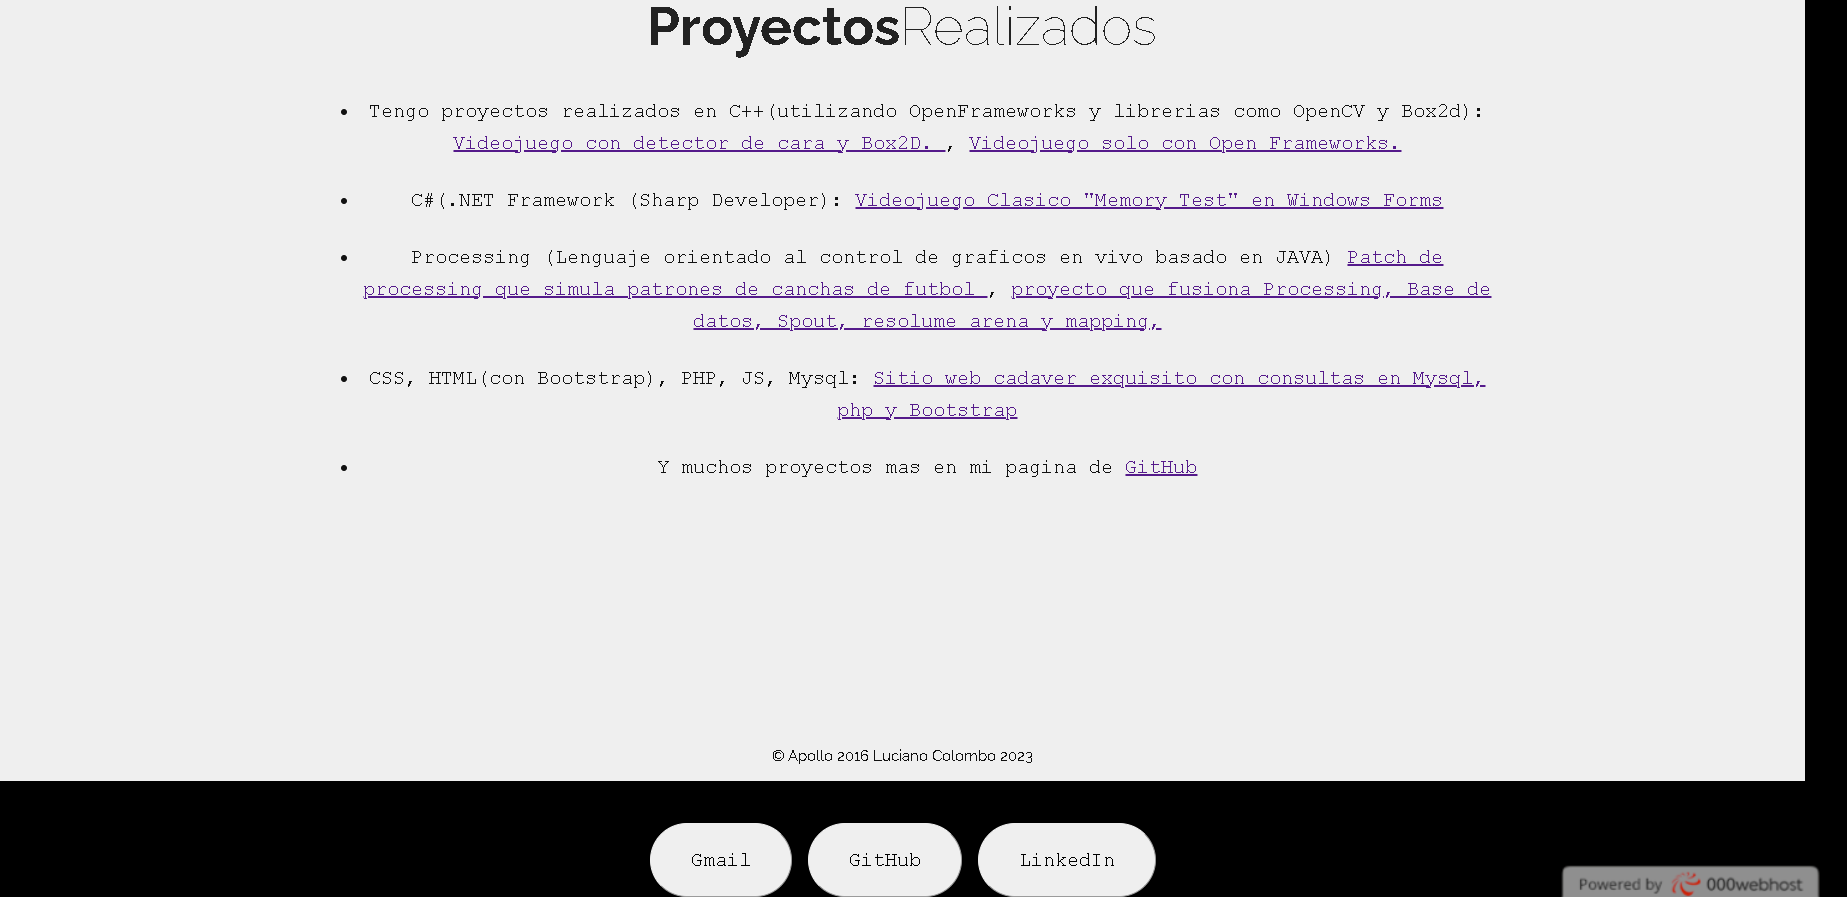 ProyectosRealizados
• Tengo proyectos realizados en C++(utilizando OpenFrameworks y librerias como OpenCV y Box2d):
Videojuego con detector de cara y Box2D. , Videojuego solo con Open Frameworks.
• C#(.NET Framework (Sharp Developer): Videojuego Clasico "Memory Test" en Windows Forms
• Processing (Lenguaje orientado al control de graficos en vivo basado en JAVA) Patch de
processing que simula patrones de canchas de futbol , proyecto que fusiona Processing, Base de
datos, Spout, resolume arena y mapping,
• CSS, HTML(con Bootstrap), PHP, JS, Mysql: Sitio web cadaver exquisito con consultas en Mysql,
php y Bootstrap
• Y muchos proyectos mas en mi pagina de GitHub
© Apollo 2016 Luciano Colombo 2023
Gmail GitHub LinkedIn
Powered by 000webhost